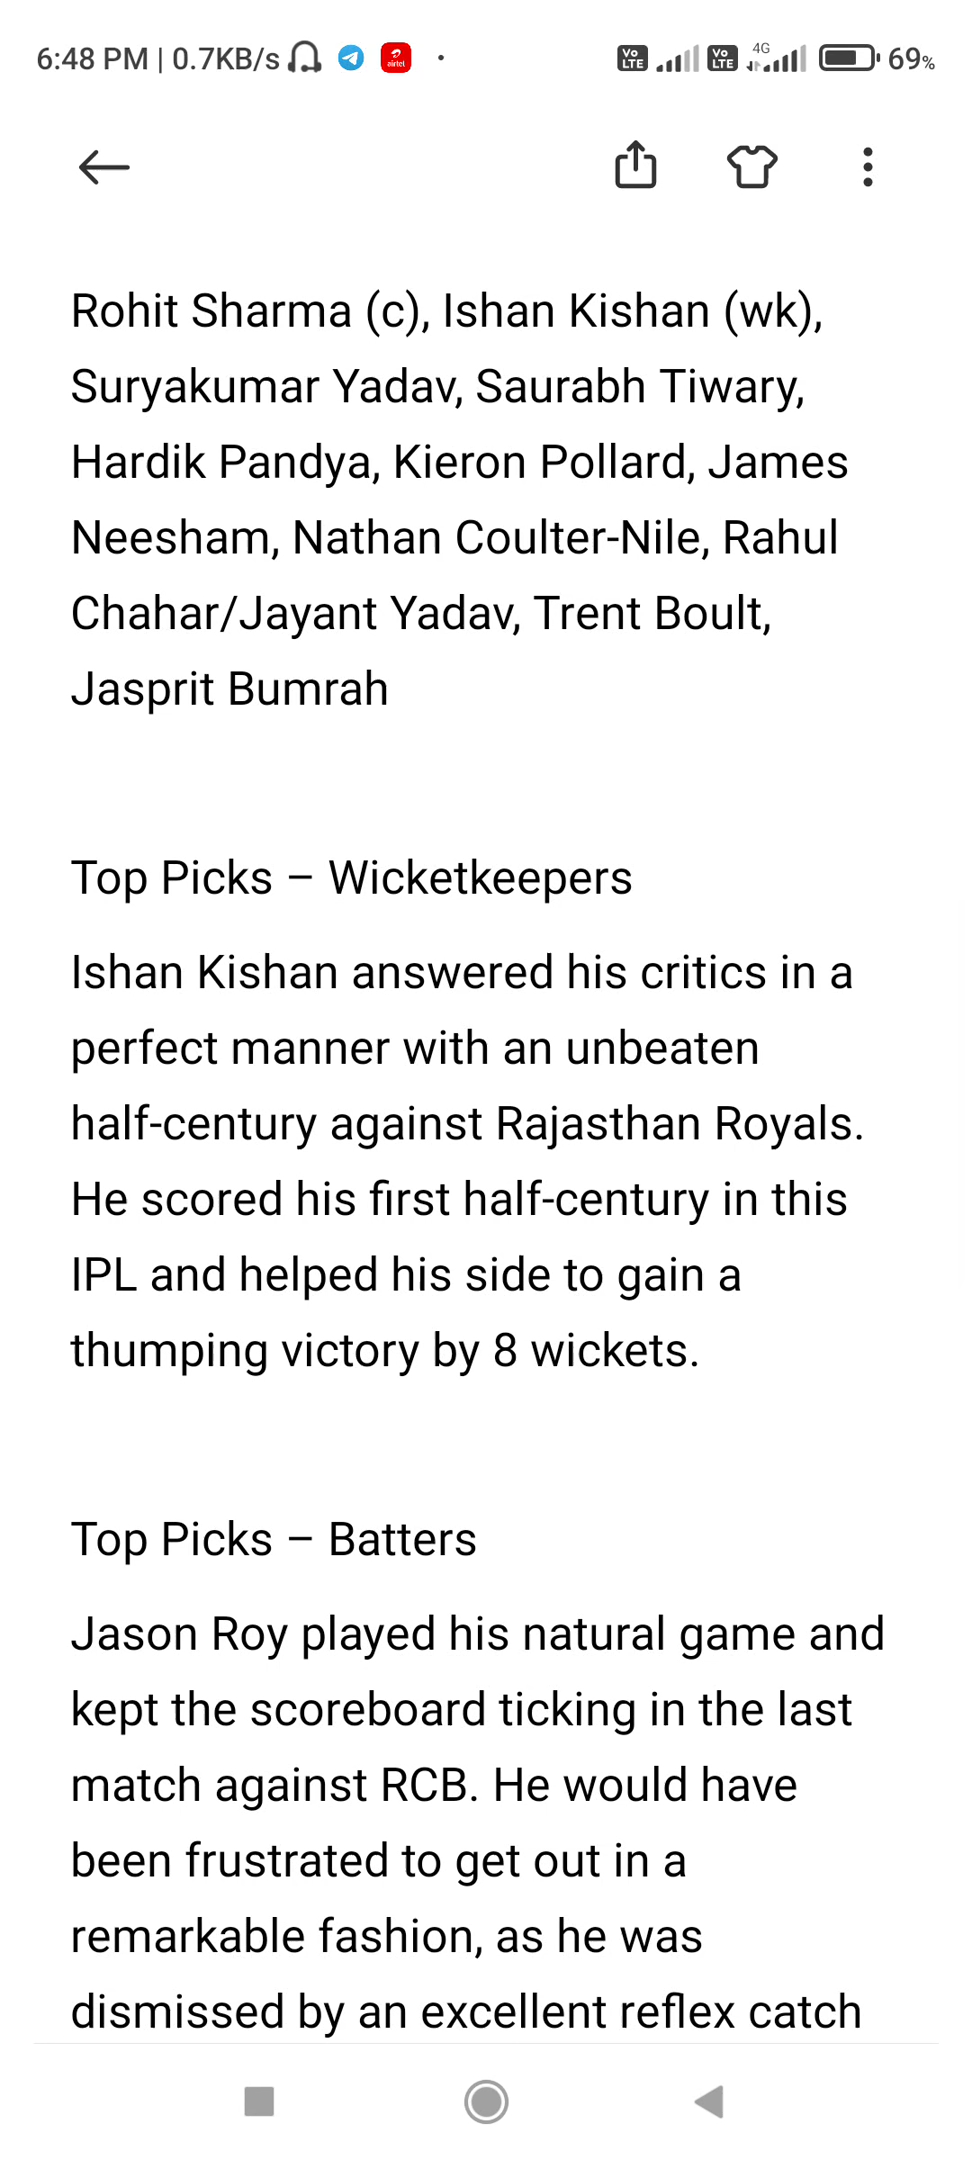 6:48 PM | 0.7KB/s airtel Vo LTE Vo LTE 4G 69%
Rohit Sharma (c), Ishan Kishan (wk),
Suryakumar Yadav, Saurabh Tiwary,
Hardik Pandya, Kieron Pollard, James
Neesham, Nathan Coulter-Nile, Rahul
Chahar/Jayant Yadav, Trent Boult,
Jasprit Bumrah
Top Picks – Wicketkeepers
Ishan Kishan answered his critics in a
perfect manner with an unbeaten
half-century against Rajasthan Royals.
He scored his first half-century in this
IPL and helped his side to gain a
thumping victory by 8 wickets.
Top Picks – Batters
Jason Roy played his natural game and
kept the scoreboard ticking in the last
match against RCB. He would have
been frustrated to get out in a
remarkable fashion, as he was
dismissed by an excellent reflex catch